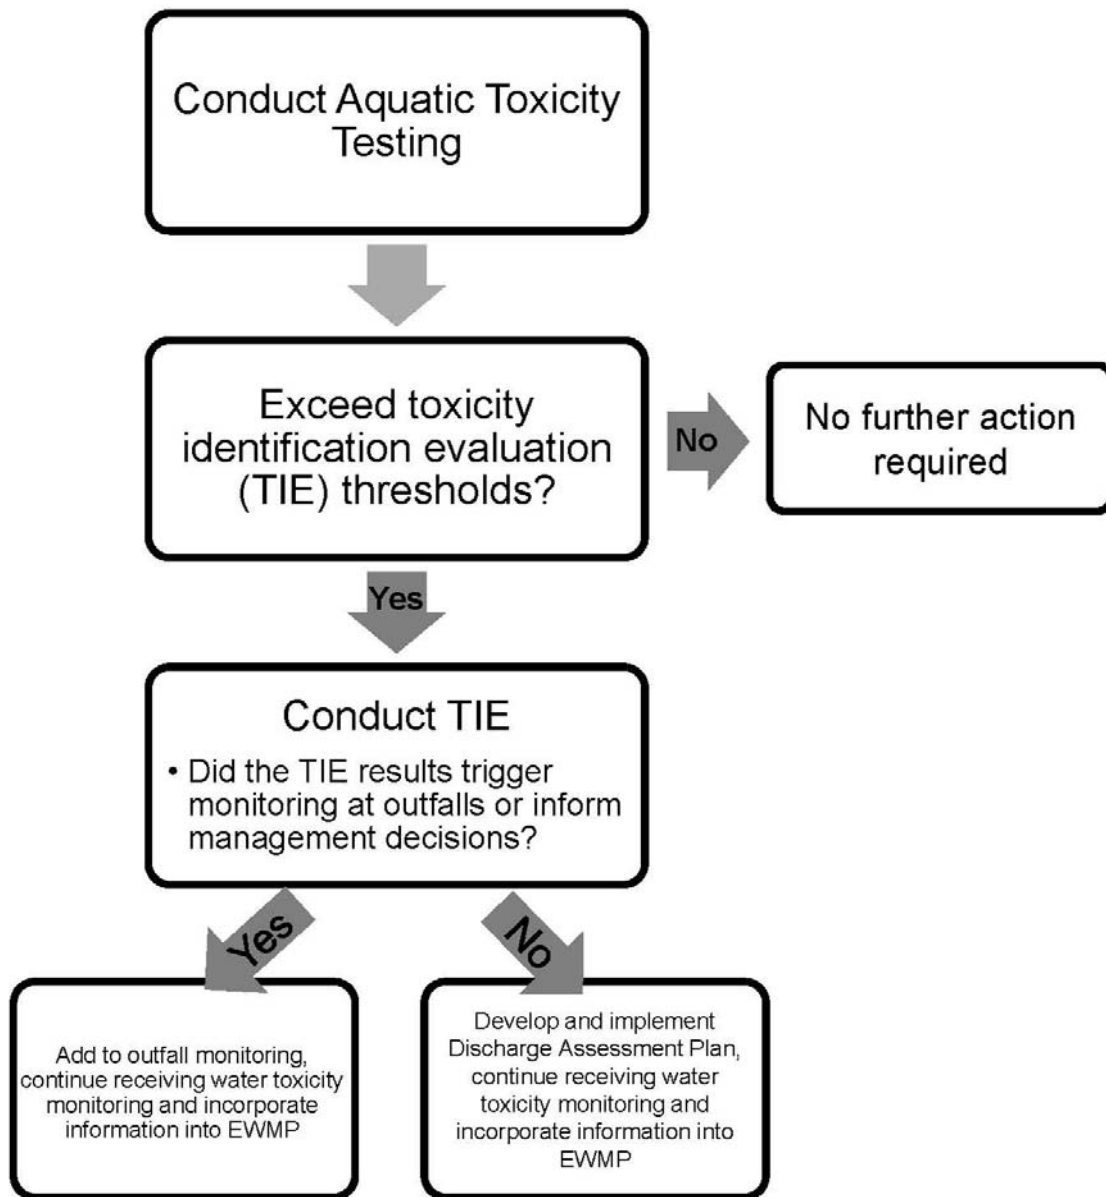 Conduct Aquatic Toxicity
Testing
Exceed toxicity
identification evaluation
(TIE) thresholds?
No
No further action
required
Yes
Conduct TIE
• Did the TIE results trigger
monitoring at outfalls or inform
management decisions?
Yes
No
Add to outfall monitoring,
continue receiving water toxicity
monitoring and incorporate
information into EWMP
Develop and implement
Discharge Assessment Plan,
continue receiving water
toxicity monitoring and
incorporate information into
EWMP